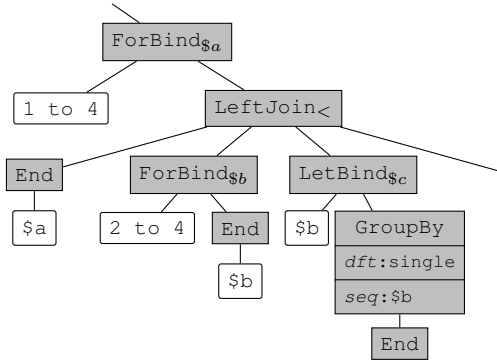 ForBind$a
1 to 4
LeftJoin<
End
ForBind$b
LetBind$c
$a
2 to 4
End
$b
GroupBy
$b
dft:single
seq:$b
End